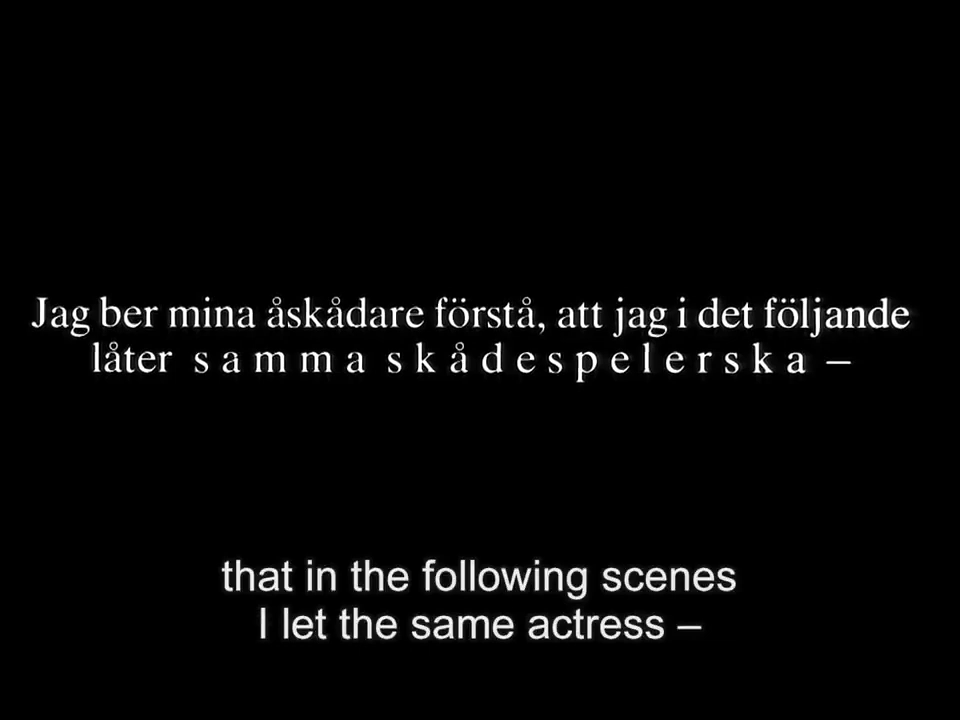 Jag ber mina åskådare förstå, att jag i det följande
låter s a m m a s k å d e s p e l e r s k a –
that in the following scenes
I let the same actress –